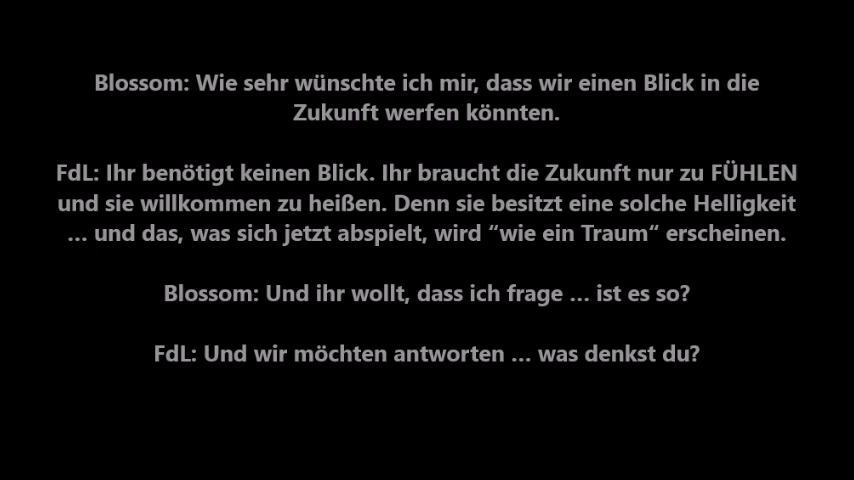 Blossom: Wie sehr wünschte ich mir, dass wir einen Blick in die
Zukunft werfen könnten.
FdL: Ihr benötigt keinen Blick. Ihr braucht die Zukunft nur zu FÜHLEN
und sie willkommen zu heißen. Denn sie besitzt eine solche Helligkeit
… und das, was sich jetzt abspielt, wird “wie ein Traum“ erscheinen.
Blossom: Und ihr wollt, dass ich frage … ist es so?
FdL: Und wir möchten antworten … was denkst du?